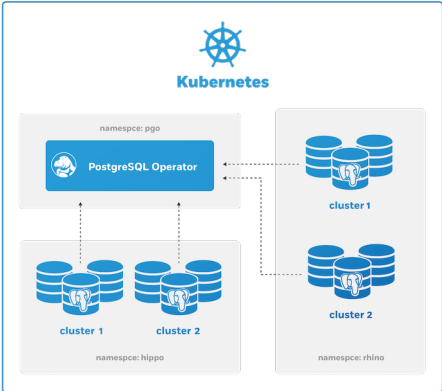 Kubernetes
namespce: pgo
PostgreSQL Operator
cluster 1
cluster 2
namespce: hippo
cluster 1
cluster 2
namespce: rhino